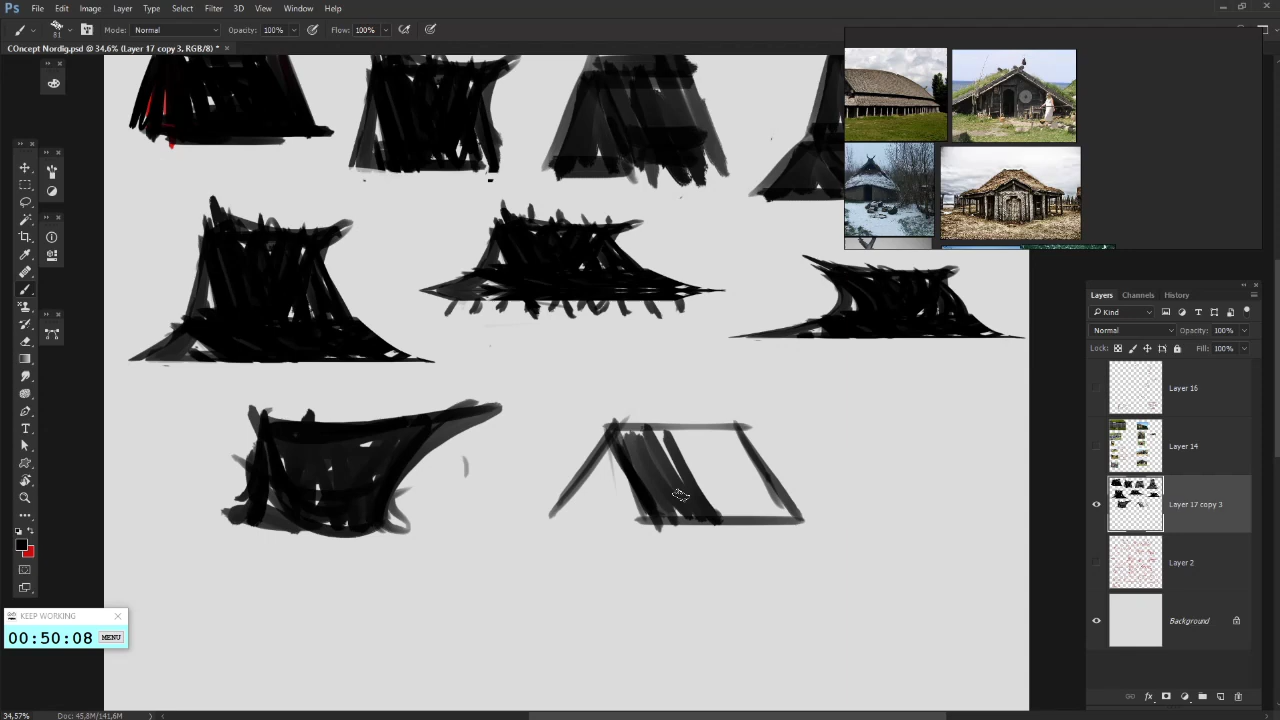 Ps File Edit Image Layer Type Select Filter 3D View Window Help
81 Mode: Normal Opacity: 100% Flow: 100%
COncept Nordig.psd @ 34,6% (Layer 17 copy 3, RGB/8) *
Layers Channels History
Kind
Normal Opacity: 100%
Lock: Fill: 100%
Layer 16
Layer 14
Layer 17 copy 3
Layer 2
Background
KEEP WORKING
00:50:08 MENU
34,57% Doc: 45,8M/141,6M